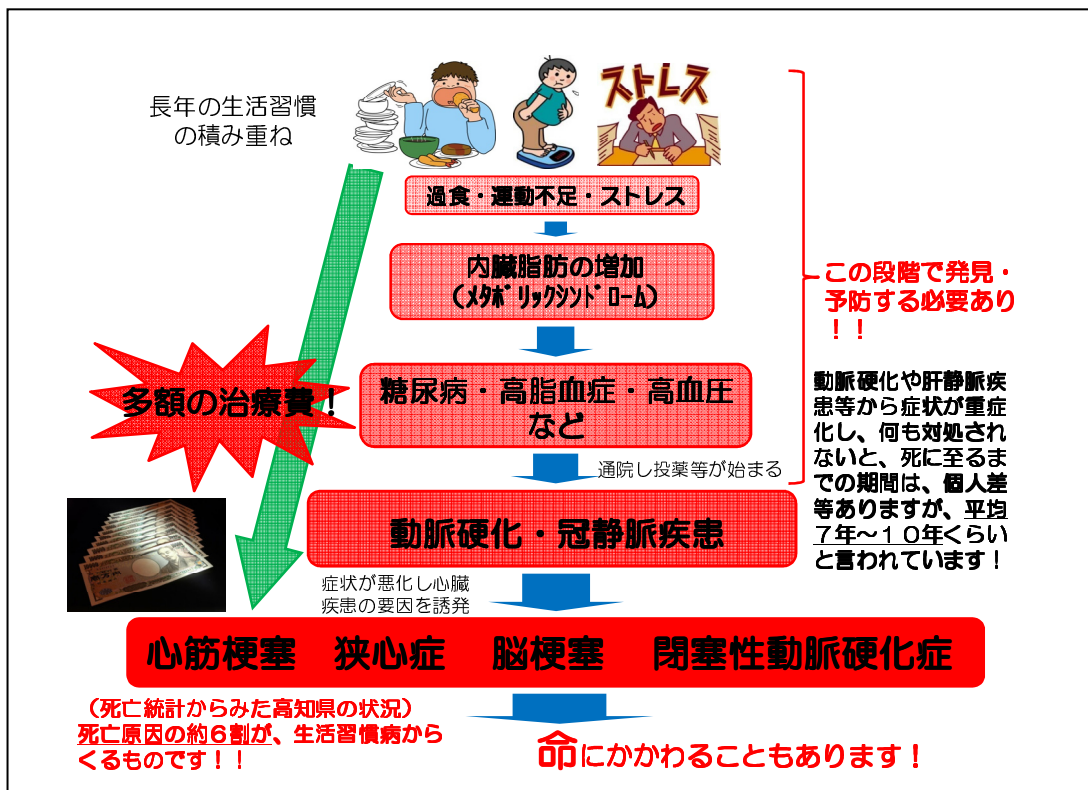 長年の生活習慣
の積み重ね
ストレス
過食・運動不足・ストレス
内臓脂肪の増加
（ﾒﾀﾎﾞﾘｯｸｼﾝﾄﾞﾛｰﾑ）
この段階で発見・
予防する必要あり
！！
多額の治療費！
糖尿病・高脂血症・高血圧
など
動脈硬化や肝静脈疾
患等から症状が重症
化し、何も対処され
ないと、死に至るま
での期間は、個人差
等ありますが、平均
７年～１０年くらい
と言われています！
通院し投薬等が始まる
動脈硬化・冠静脈疾患
症状が悪化し心臓
疾患の要因を誘発
心筋梗塞　狭心症　脳梗塞　閉塞性動脈硬化症
（死亡統計からみた高知県の状況）
死亡原因の約６割が、生活習慣病から
くるものです！！
命にかかわることもあります！